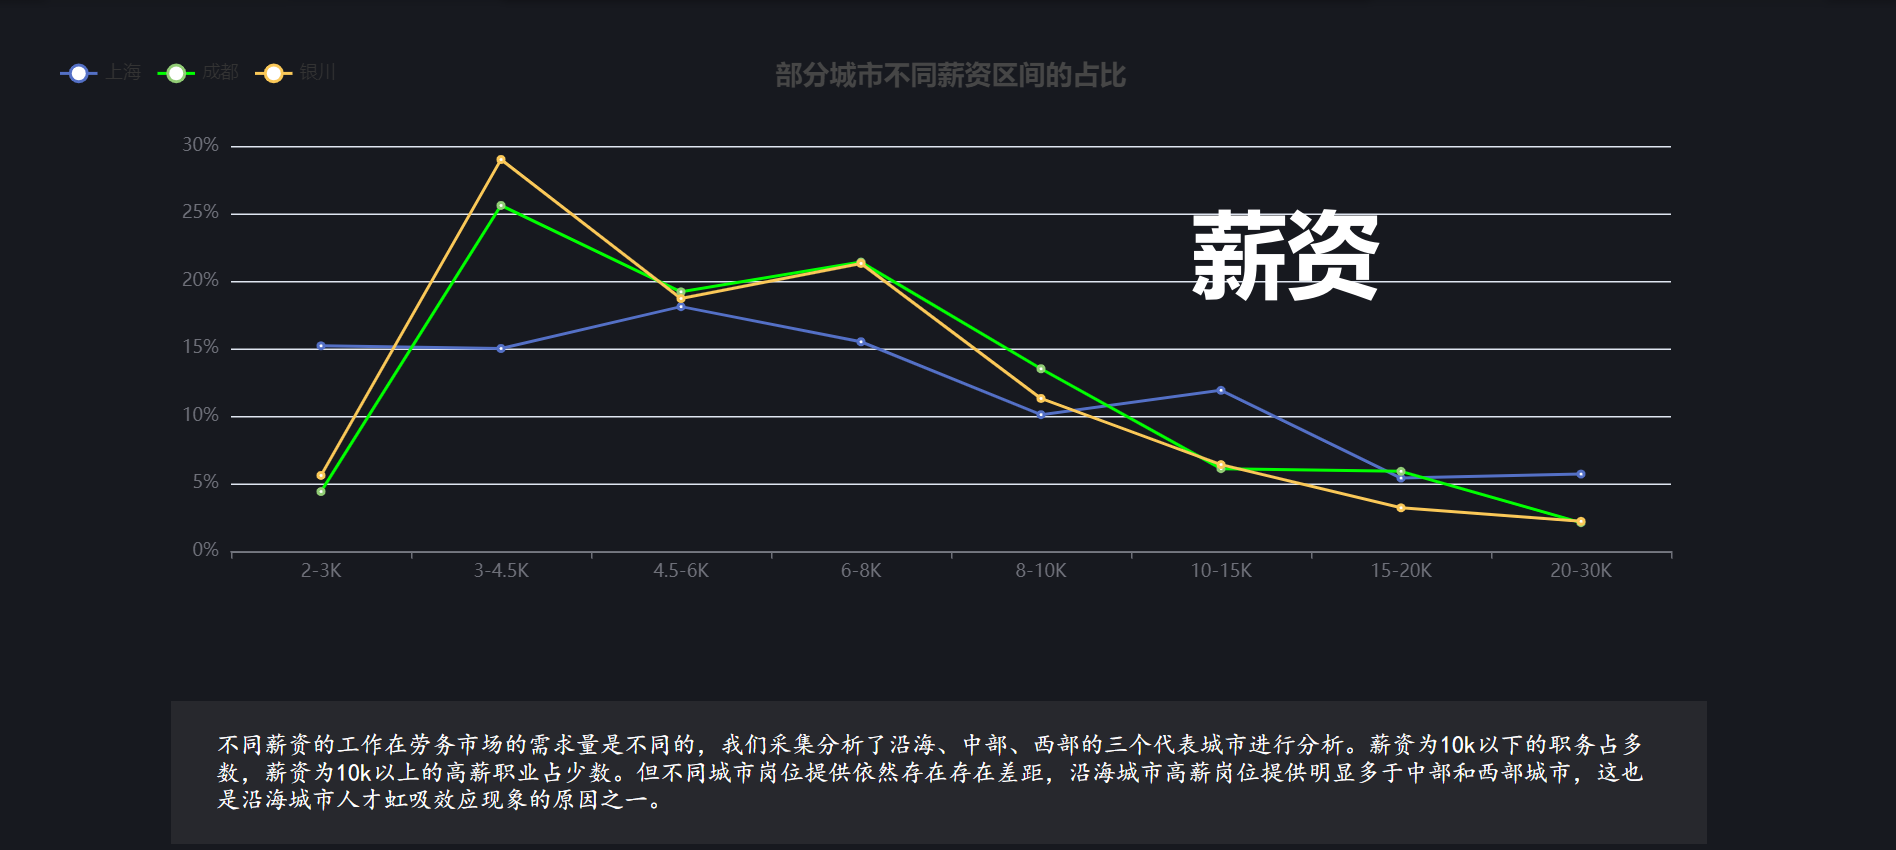 上海 成都 银川
部分城市不同薪资区间的占比
30%
25%
薪资
20%
15%
10%
5%
0%
2-3K 3-4.5K 4.5-6K 6-8K 8-10K 10-15K 15-20K 20-30K
不同薪资的工作在劳务市场的需求量是不同的，我们采集分析了沿海、中部、西部的三个代表城市进行分析。薪资为10k以下的职务占多
数，薪资为10k以上的高薪职业占少数。但不同城市岗位提供依然存在存在差距，沿海城市高薪岗位提供明显多于中部和西部城市，这也
是沿海城市人才虹吸效应现象的原因之一。